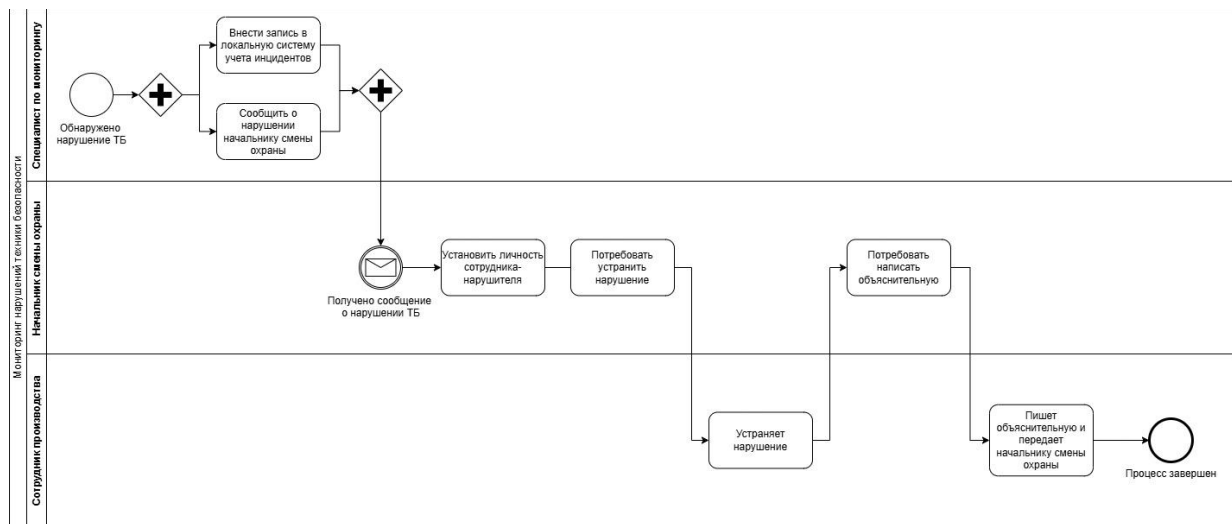 Мониторинг нарушений техники безопасности
Специалист по мониторингу
Обнаружено
нарушение ТБ
Внести запись в
локальную систему
учета инцидентов
Сообщить о
нарушении
начальнику смены
охраны
Начальник смены охраны
Получено сообщение
о нарушении ТБ
Установить личность
сотрудника-
нарушителя
Потребовать
устранить
нарушение
Потребовать
написать
объяснительную
Сотрудник производства
Устраняет
нарушение
Пишет
объяснительную и
передает
начальнику смены
охраны
Процесс завершен